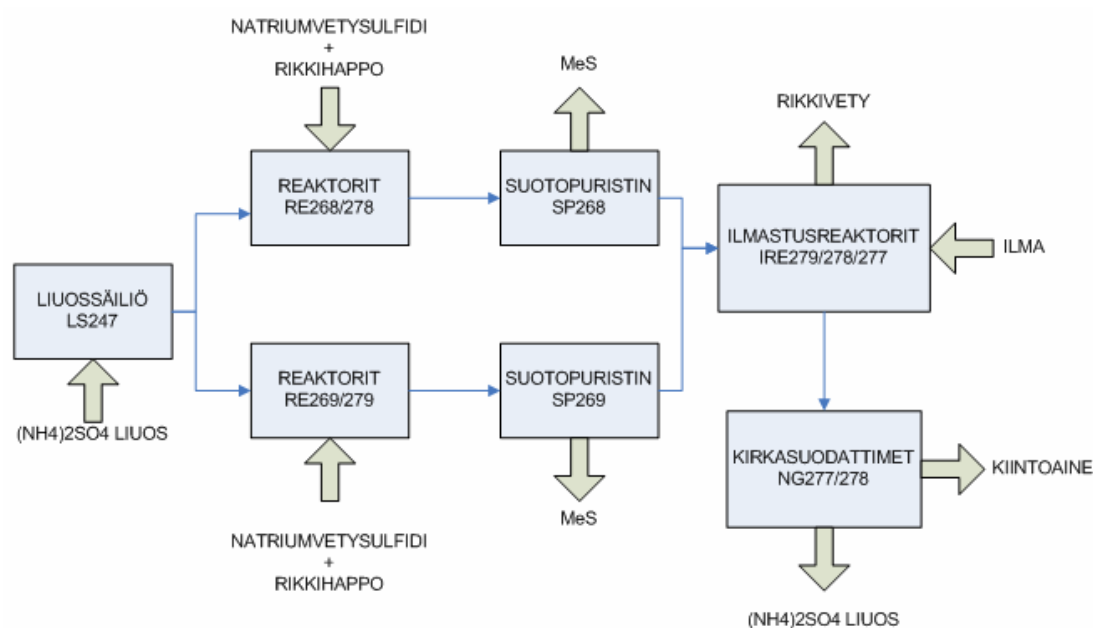 NATRIUMVETYSULFIDI
+
RIKKIHAPPO
MeS
RIKKIVETY
REAKTORIT
RE268/278
SUOTOPURISTIN
SP268
ILMASTUSREAKTORIT
IRE279/278/277
ILMA
LIUOSSÄILIÖ
LS247
(NH4)2SO4 LIUOS
REAKTORIT
RE269/279
SUOTOPURISTIN
SP269
KIRKASUODATTIMET
NG277/278
KIINTOAINE
MeS
NATRIUMVETYSULFIDI
+
RIKKIHAPPO
(NH4)2SO4 LIUOS